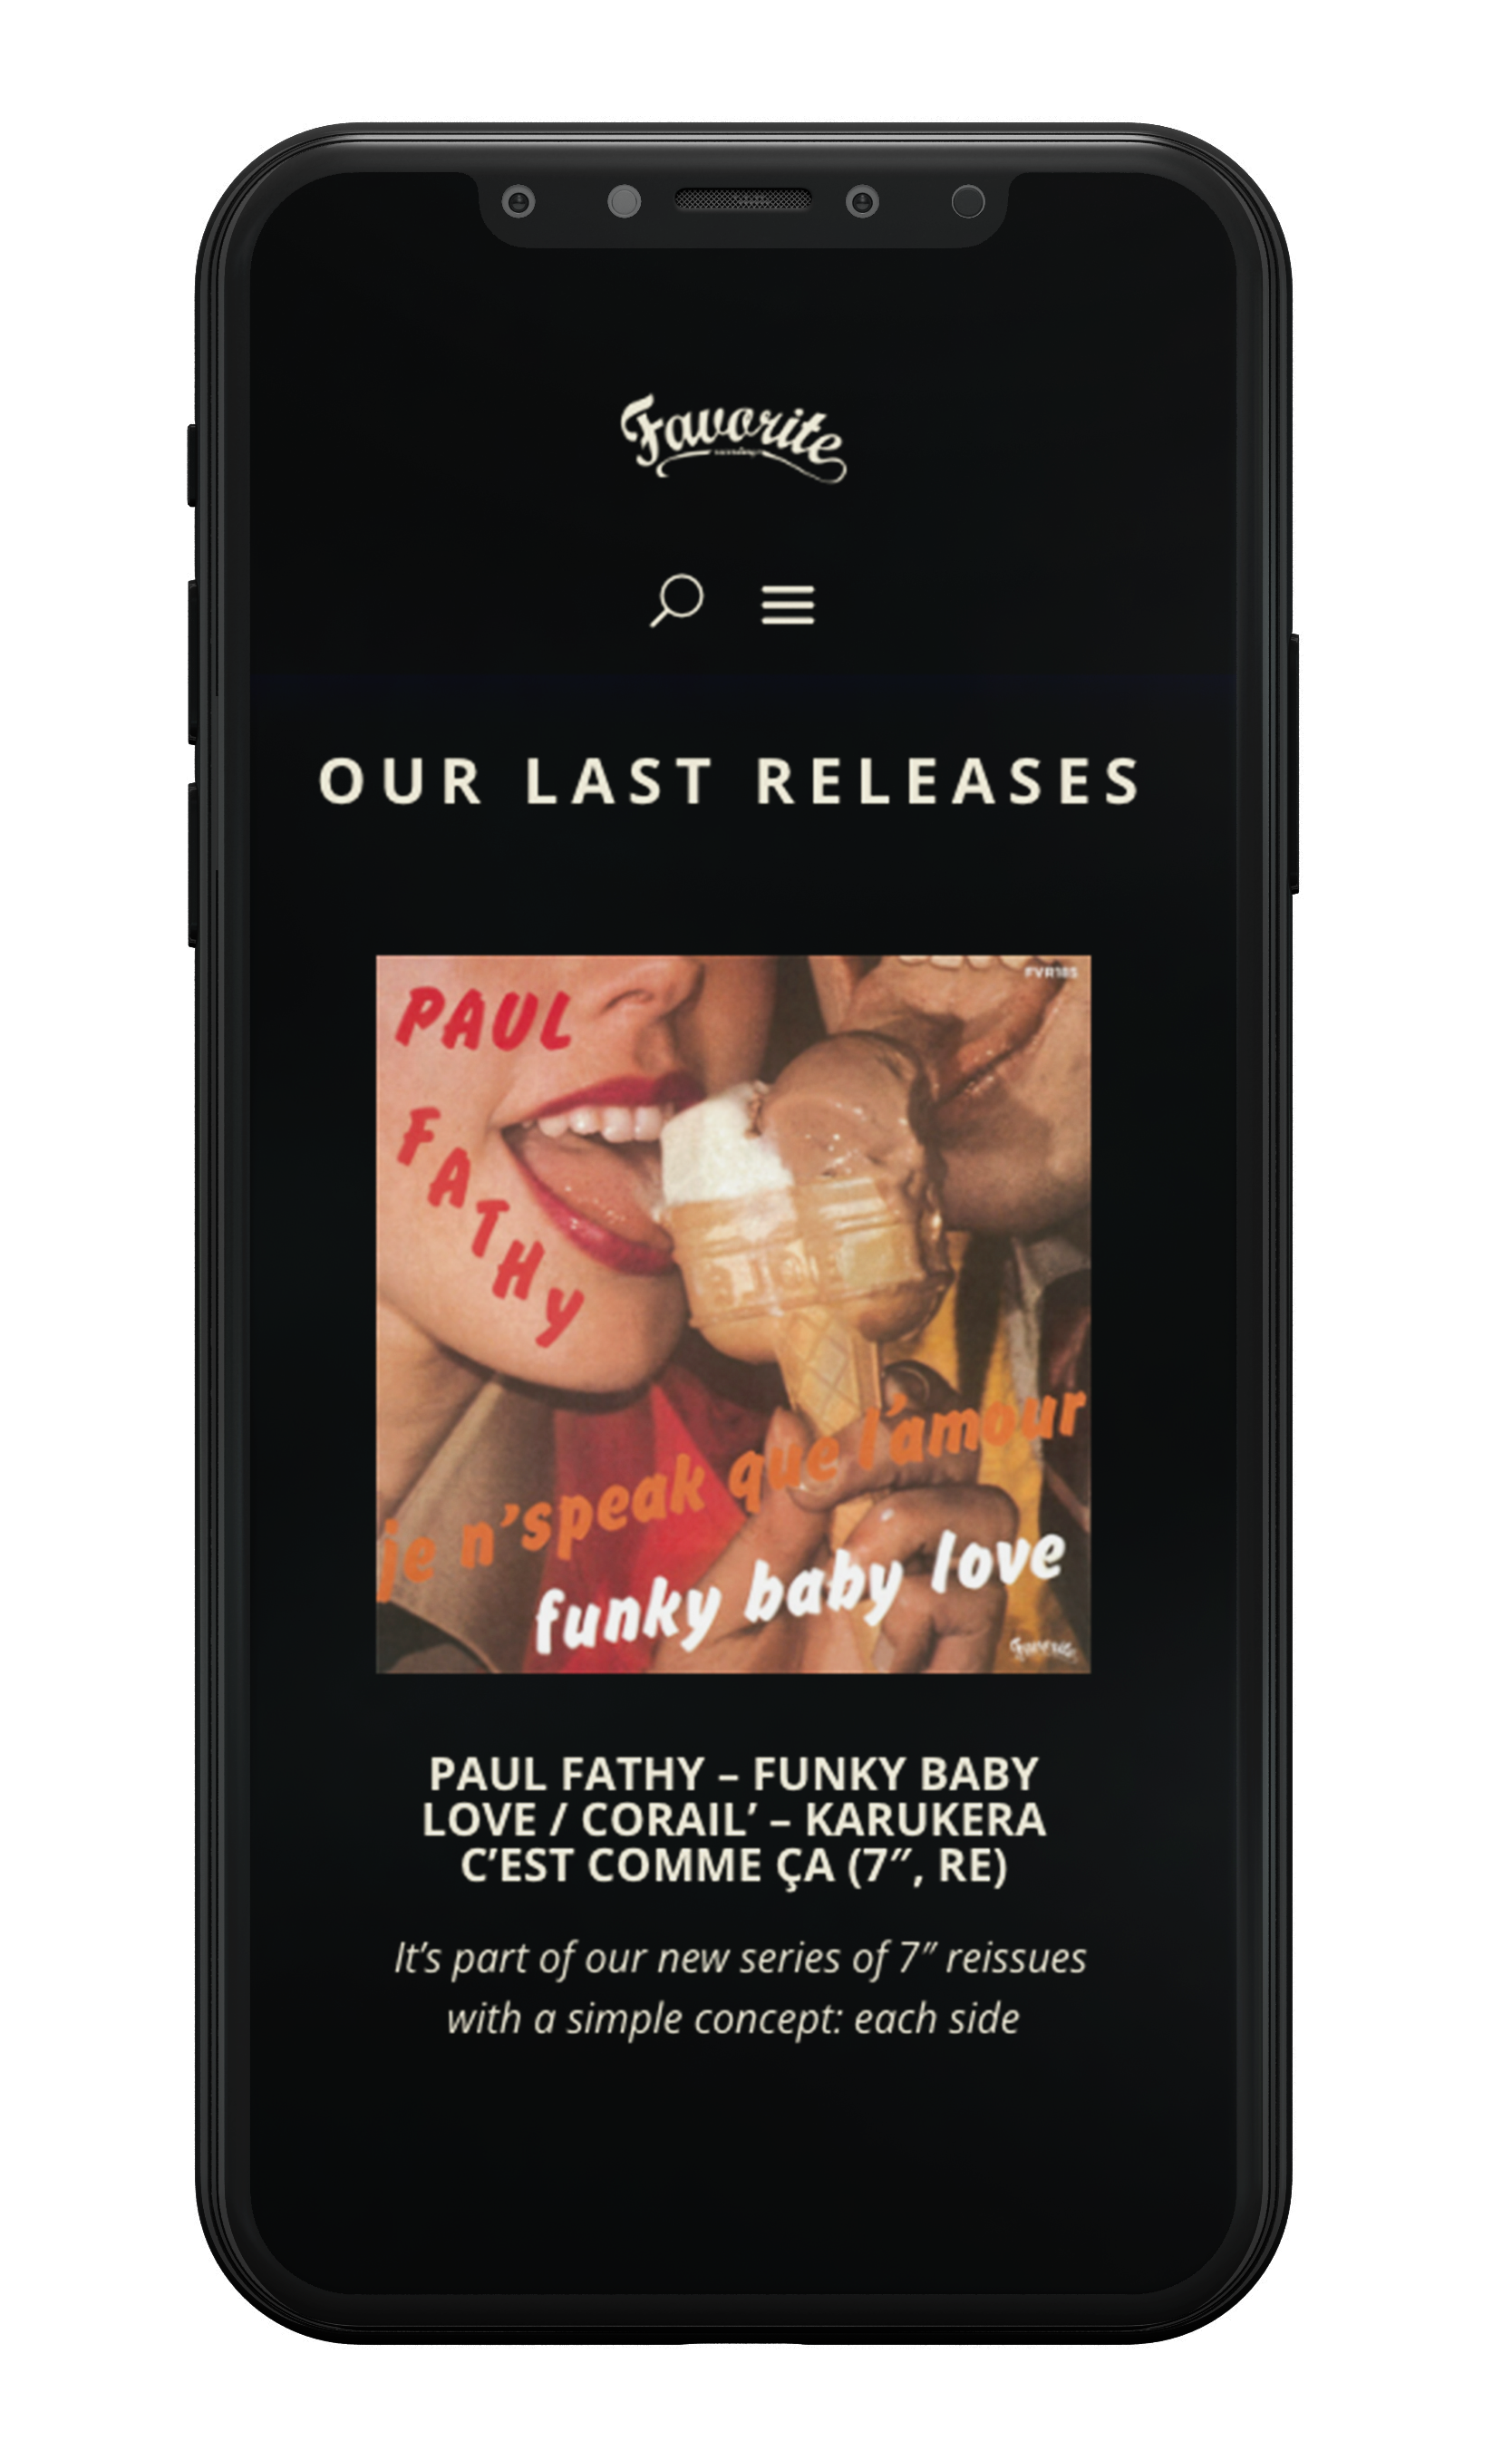 Favorite
OUR LAST RELEASES
FVR185
PAUL
FATHY
je n'speak que l'amour
funky baby love
Favorite
PAUL FATHY – FUNKY BABY
LOVE / CORAIL’ – KARUKERA
C’EST COMME ÇA (7″, RE)
It’s part of our new series of 7″ reissues
with a simple concept: each side